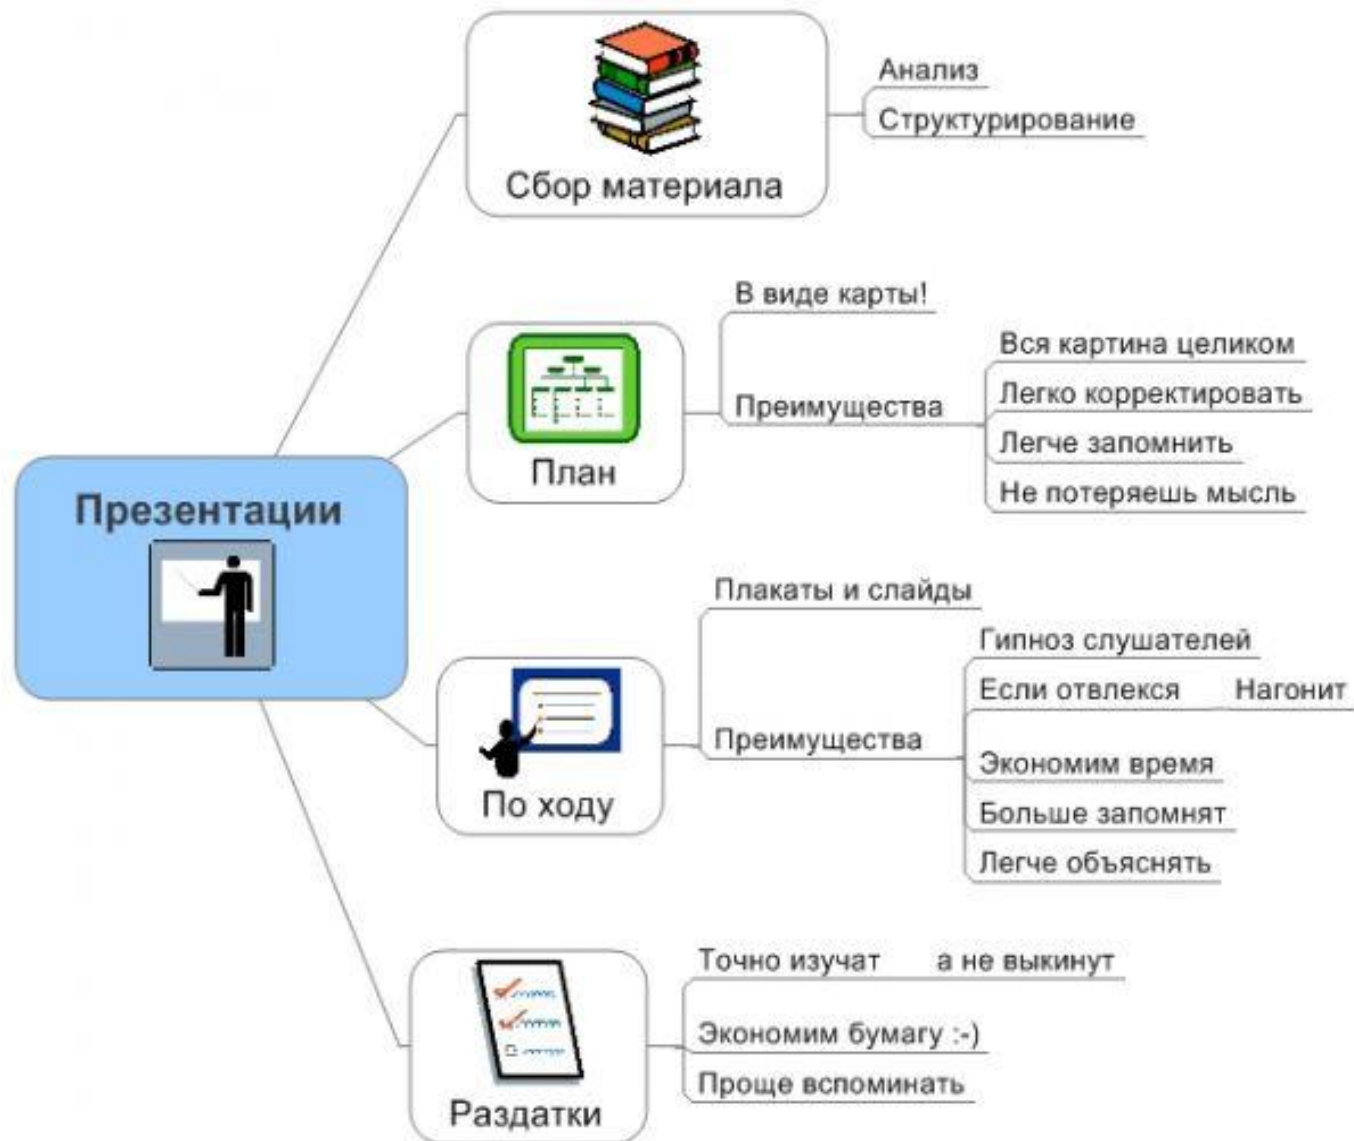 Презентации
Сбор материала
Анализ
Структурирование
План
В виде карты!
Преимущества
Вся картина целиком
Легко корректировать
Легче запомнить
Не потеряешь мысль
По ходу
Плакаты и слайды
Преимущества
Гипноз слушателей
Если отвлекся Нагонит
Экономим время
Больше запомнят
Легче объяснять
Раздатки
Точно изучат а не выкинут
Экономим бумагу :-)
Проще вспоминать